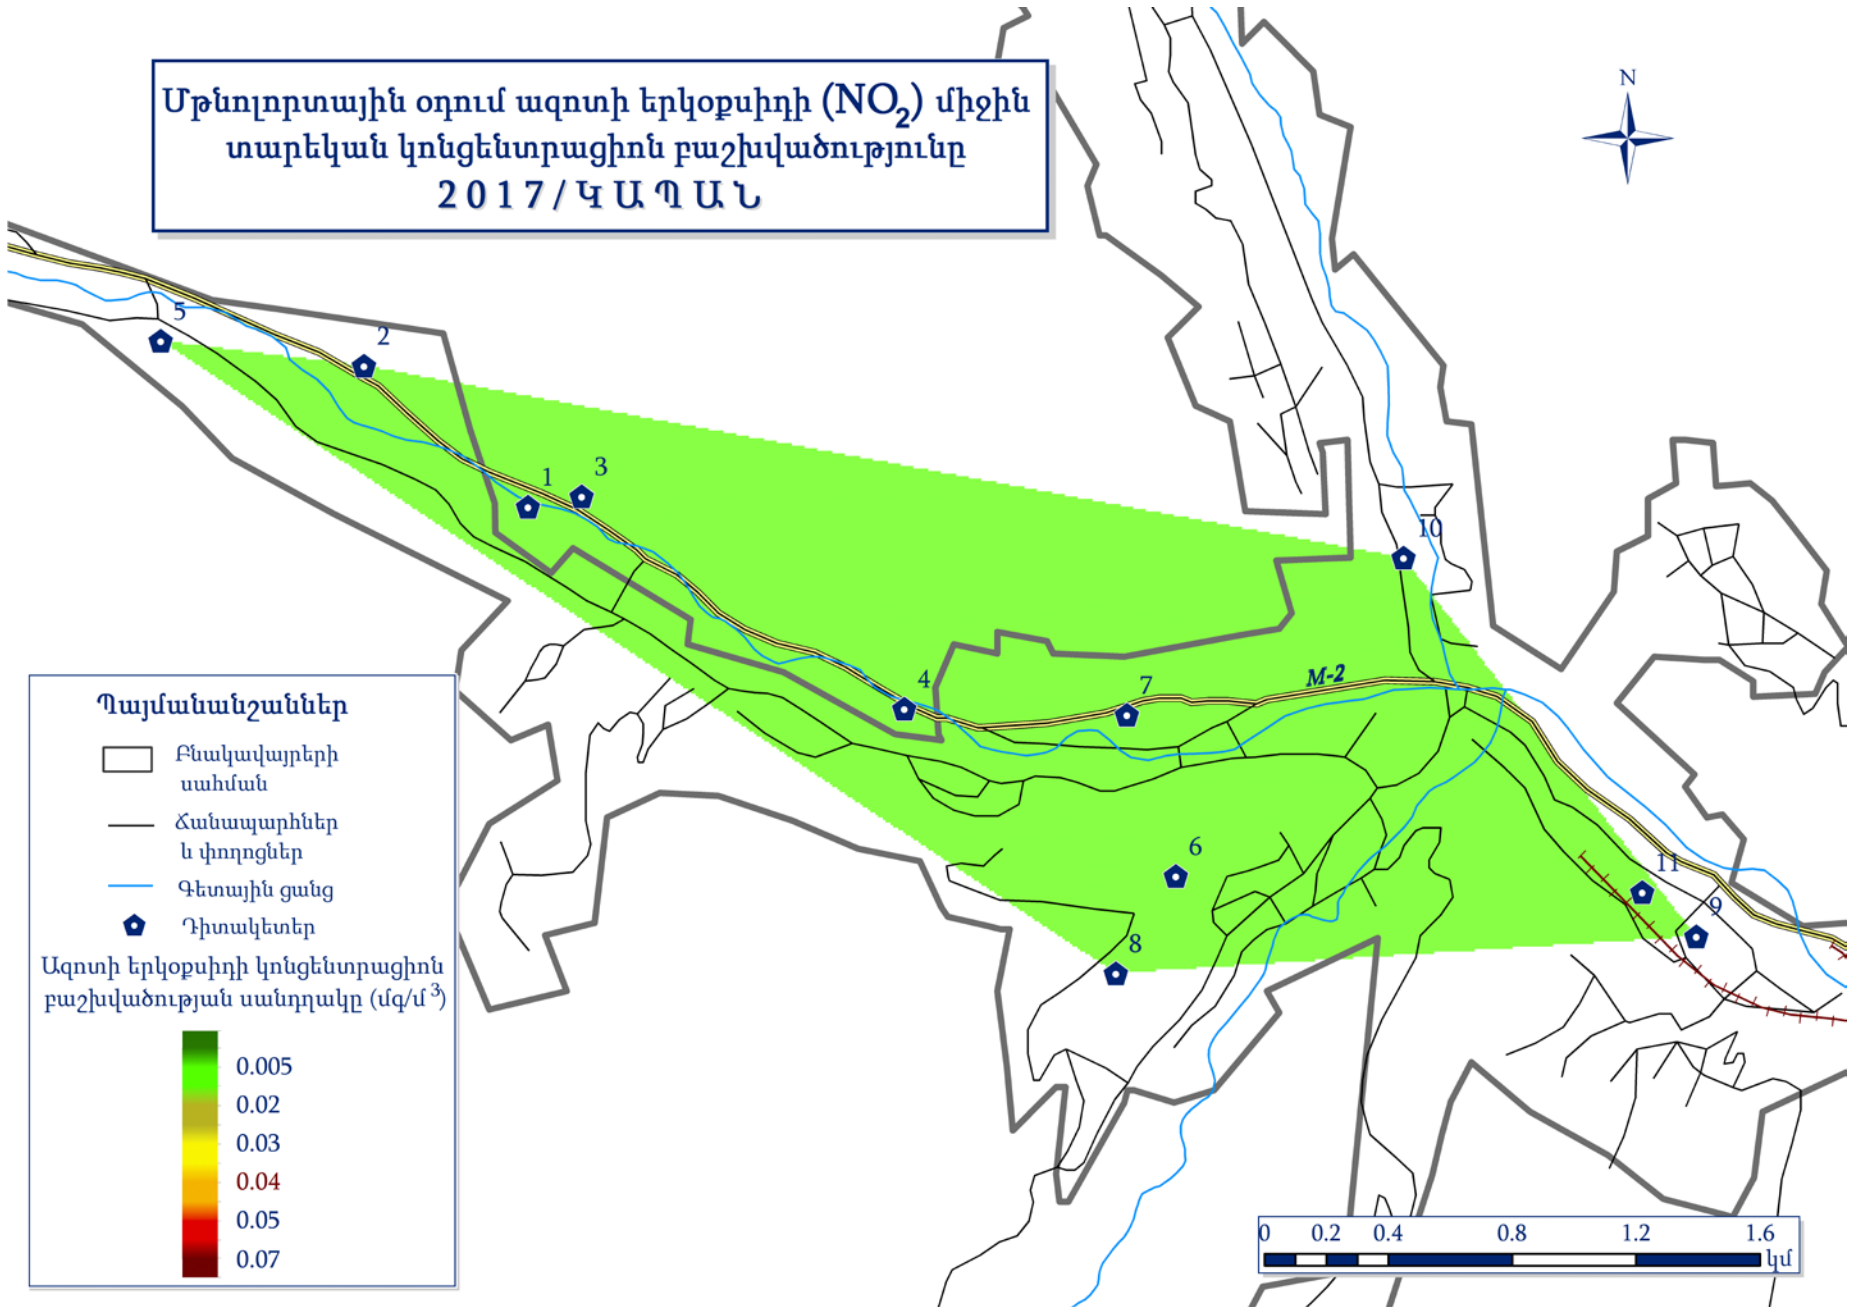 Մթնոլորտային օդում ազոտի երկօքսիդի (NO₂) միջին
տարեկան կոնցենտրացիոն բաշխվածությունը
2017/ԿԱՊԱՆ
N
5
2
1
3
10
4
7
M-2
6
11
9
8
Պայմանանշաններ
Բնակավայրերի
սահման
Ճանապարհներ
և փողոցներ
Գետային ցանց
Դիտակետեր
Ազոտի երկօքսիդի կոնցենտրացիոն
բաշխվածության սանդղակը (մգ/մ³)
0.005
0.02
0.03
0.04
0.05
0.07
0 0.2 0.4 0.8 1.2 1.6
կմ